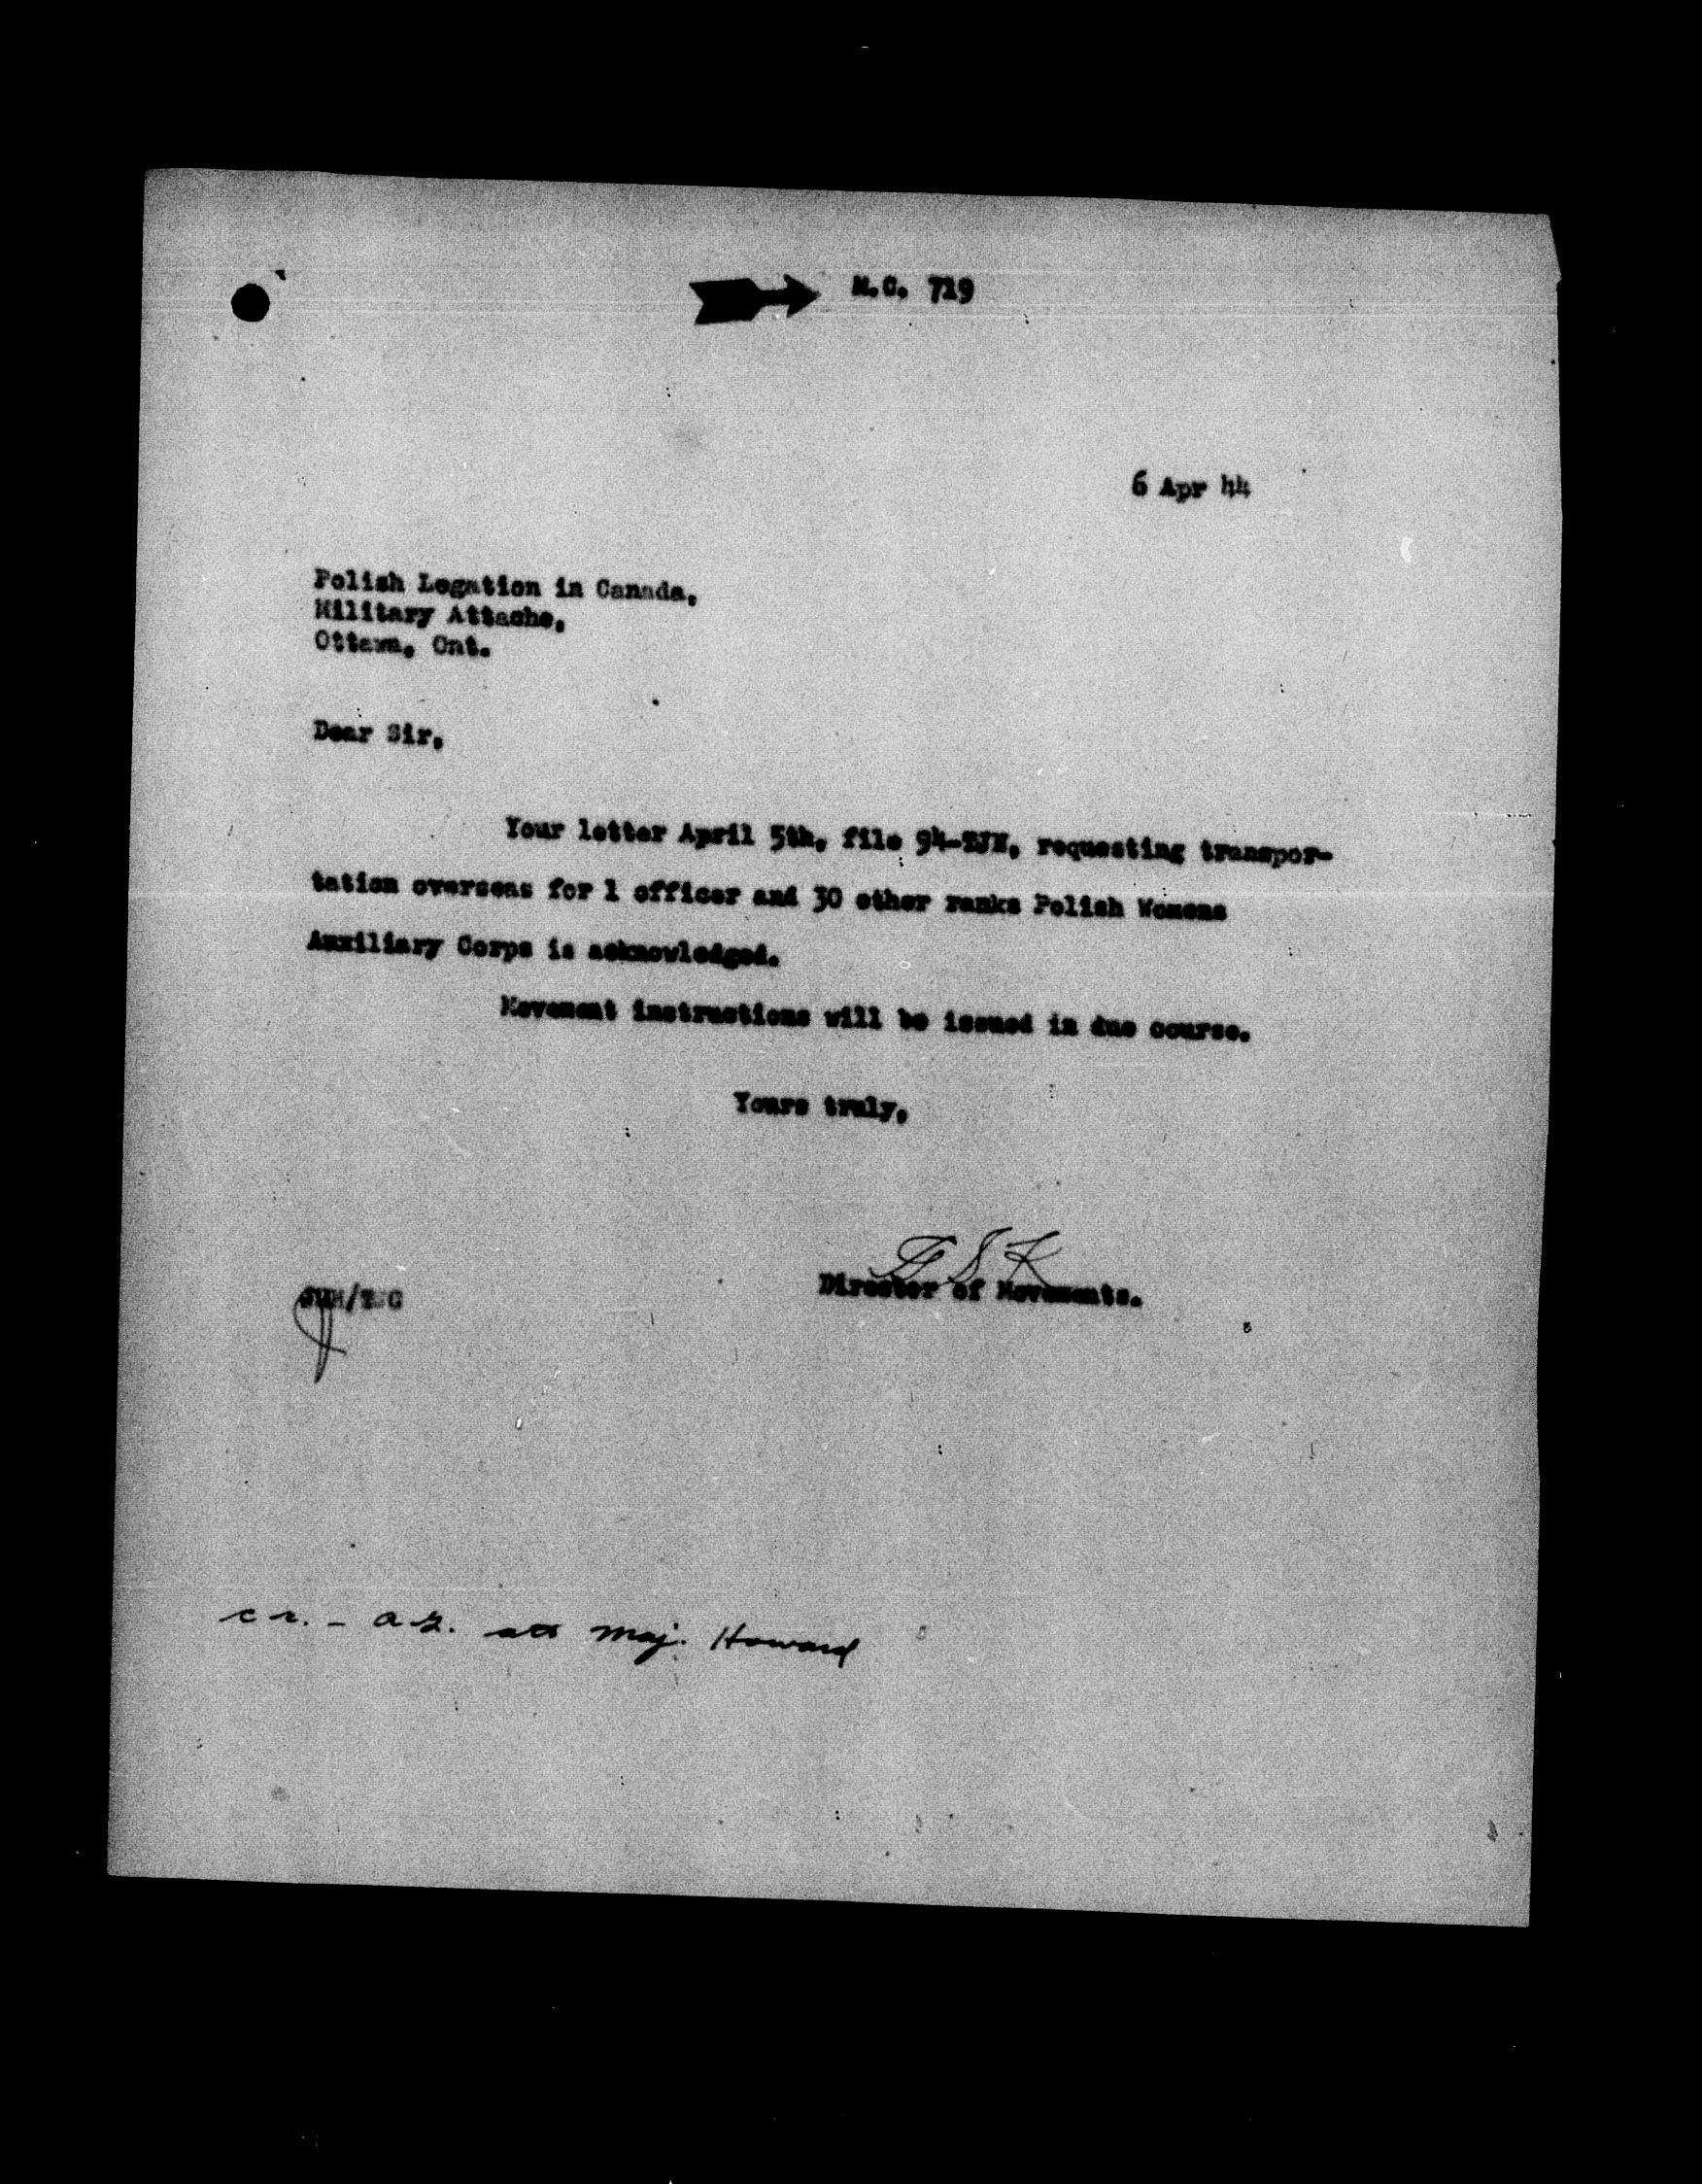 M.C. 719
6 Apr 44
Polish Legation in Canada,
Military Attache,
Ottawa, Ont.
Dear Sir,
Your letter April 5th, file 94-TJN, requesting transpor-
tation overseas for 1 officer and 30 other ranks Polish Womens
Auxiliary Corps is acknowledged.
Movement instructions will be issued in due course.
Yours truly,
Director of Movements.
c.c. - A.G. att Maj. Howard